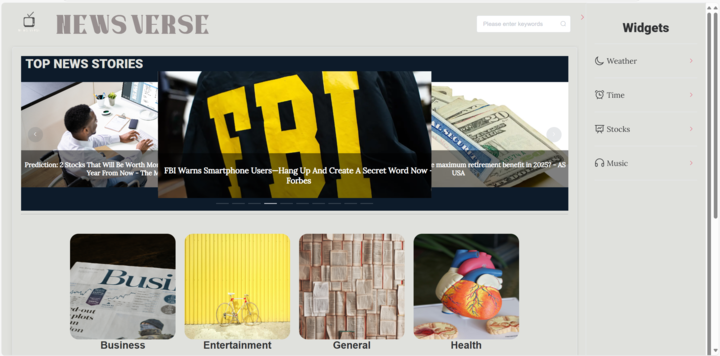 NEWS VERSE
Please enter keywords
Widgets
TOP NEWS STORIES
Weather
Time
Stocks
Music
FBI
Prediction: 2 Stocks That Will Be Worth Mor
Year From Now - The M
FBI Warns Smartphone Users—Hang Up And Create A Secret Word Now -
Forbes
maximum retirement benefit in 2025? - AS
USA
Busi
Business
Entertainment
General
Health